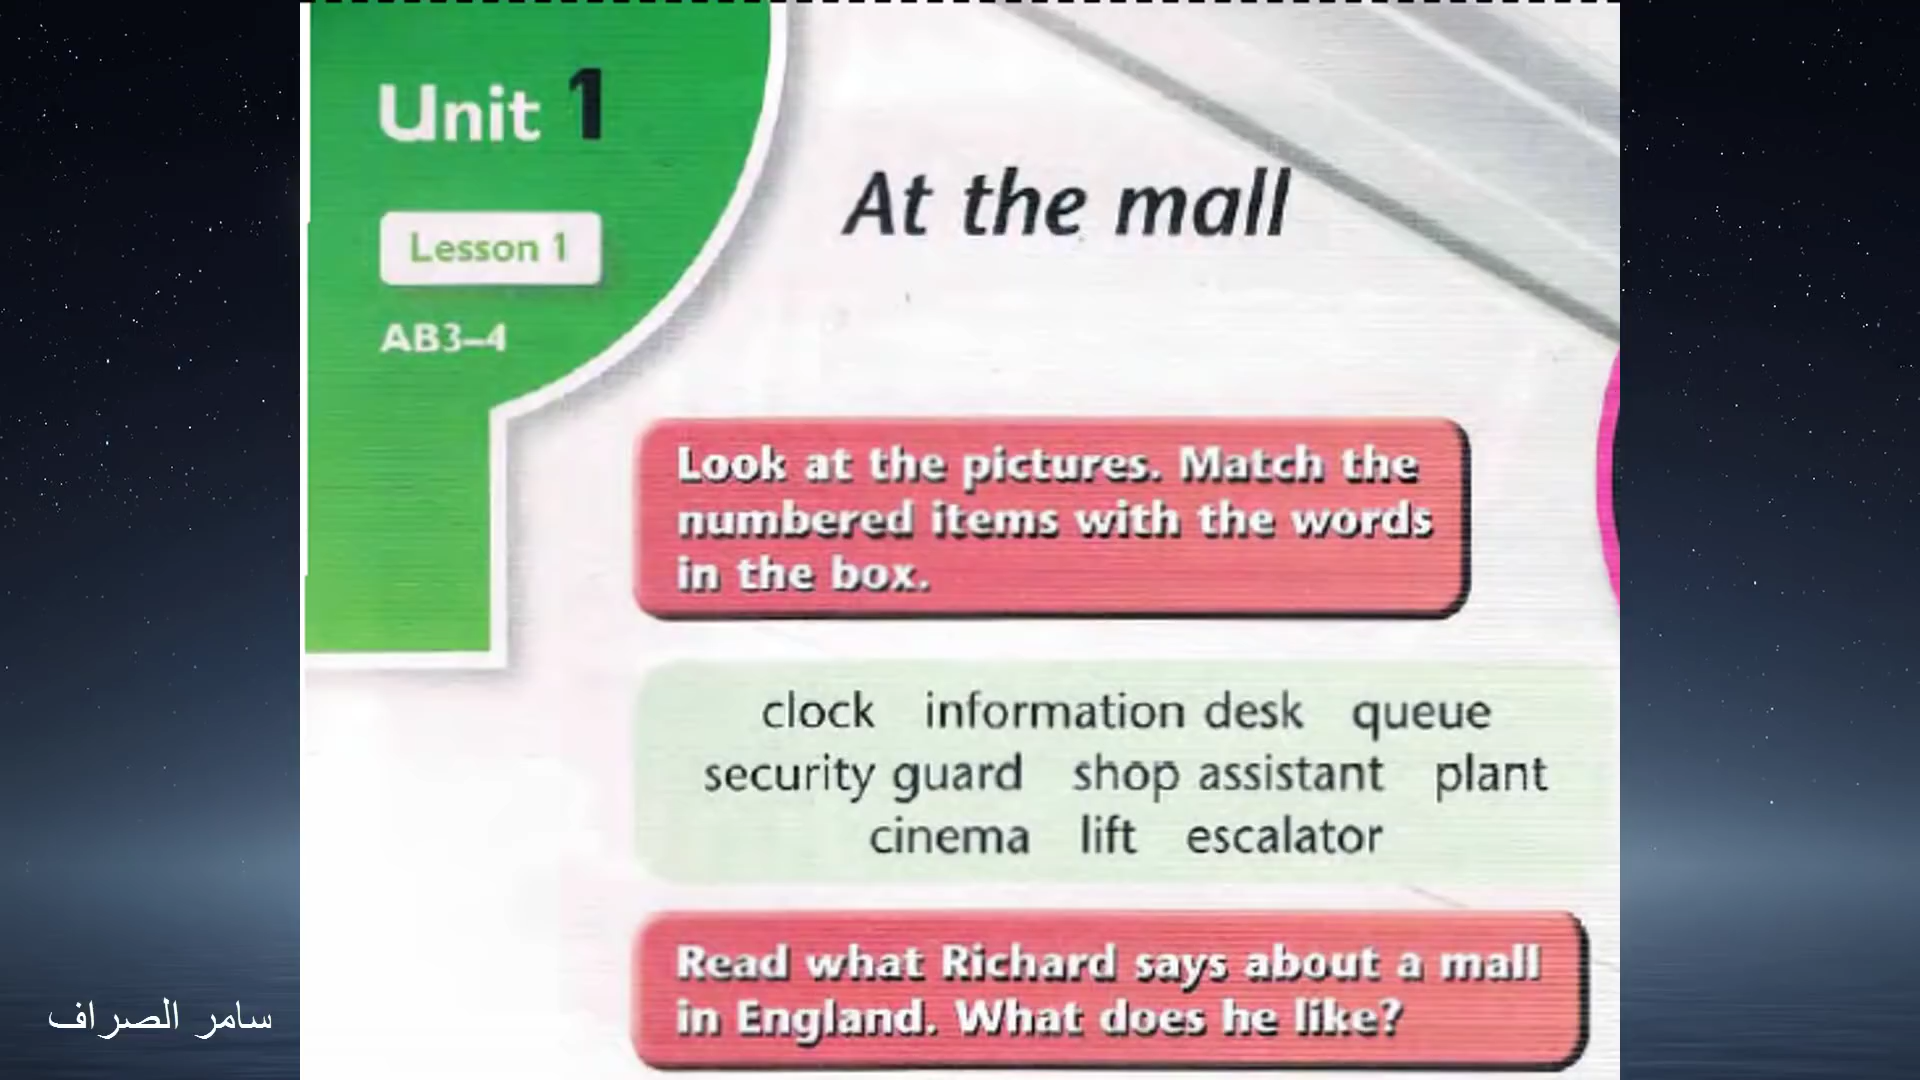 Unit 1
Lesson 1
AB3–4
At the mall
Look at the pictures. Match the
numbered items with the words
in the box.
clock information desk queue
security guard shop assistant plant
cinema lift escalator
Read what Richard says about a mall
in England. What does he like?
سامر الصراف